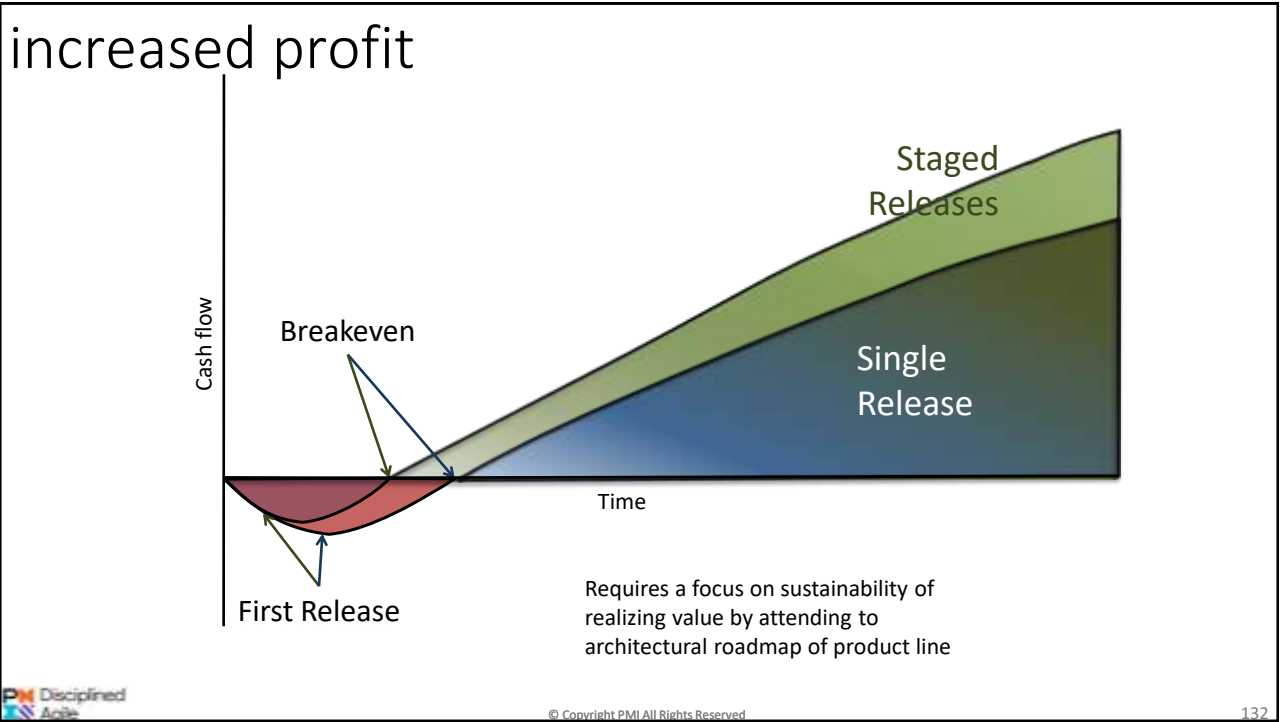 increased profit
Staged
Releases
Breakeven
Cash flow
Single
Release
Time
First Release
Requires a focus on sustainability of
realizing value by attending to
architectural roadmap of product line
Disciplined
Agile
© Copyright PMI All Rights Reserved
132